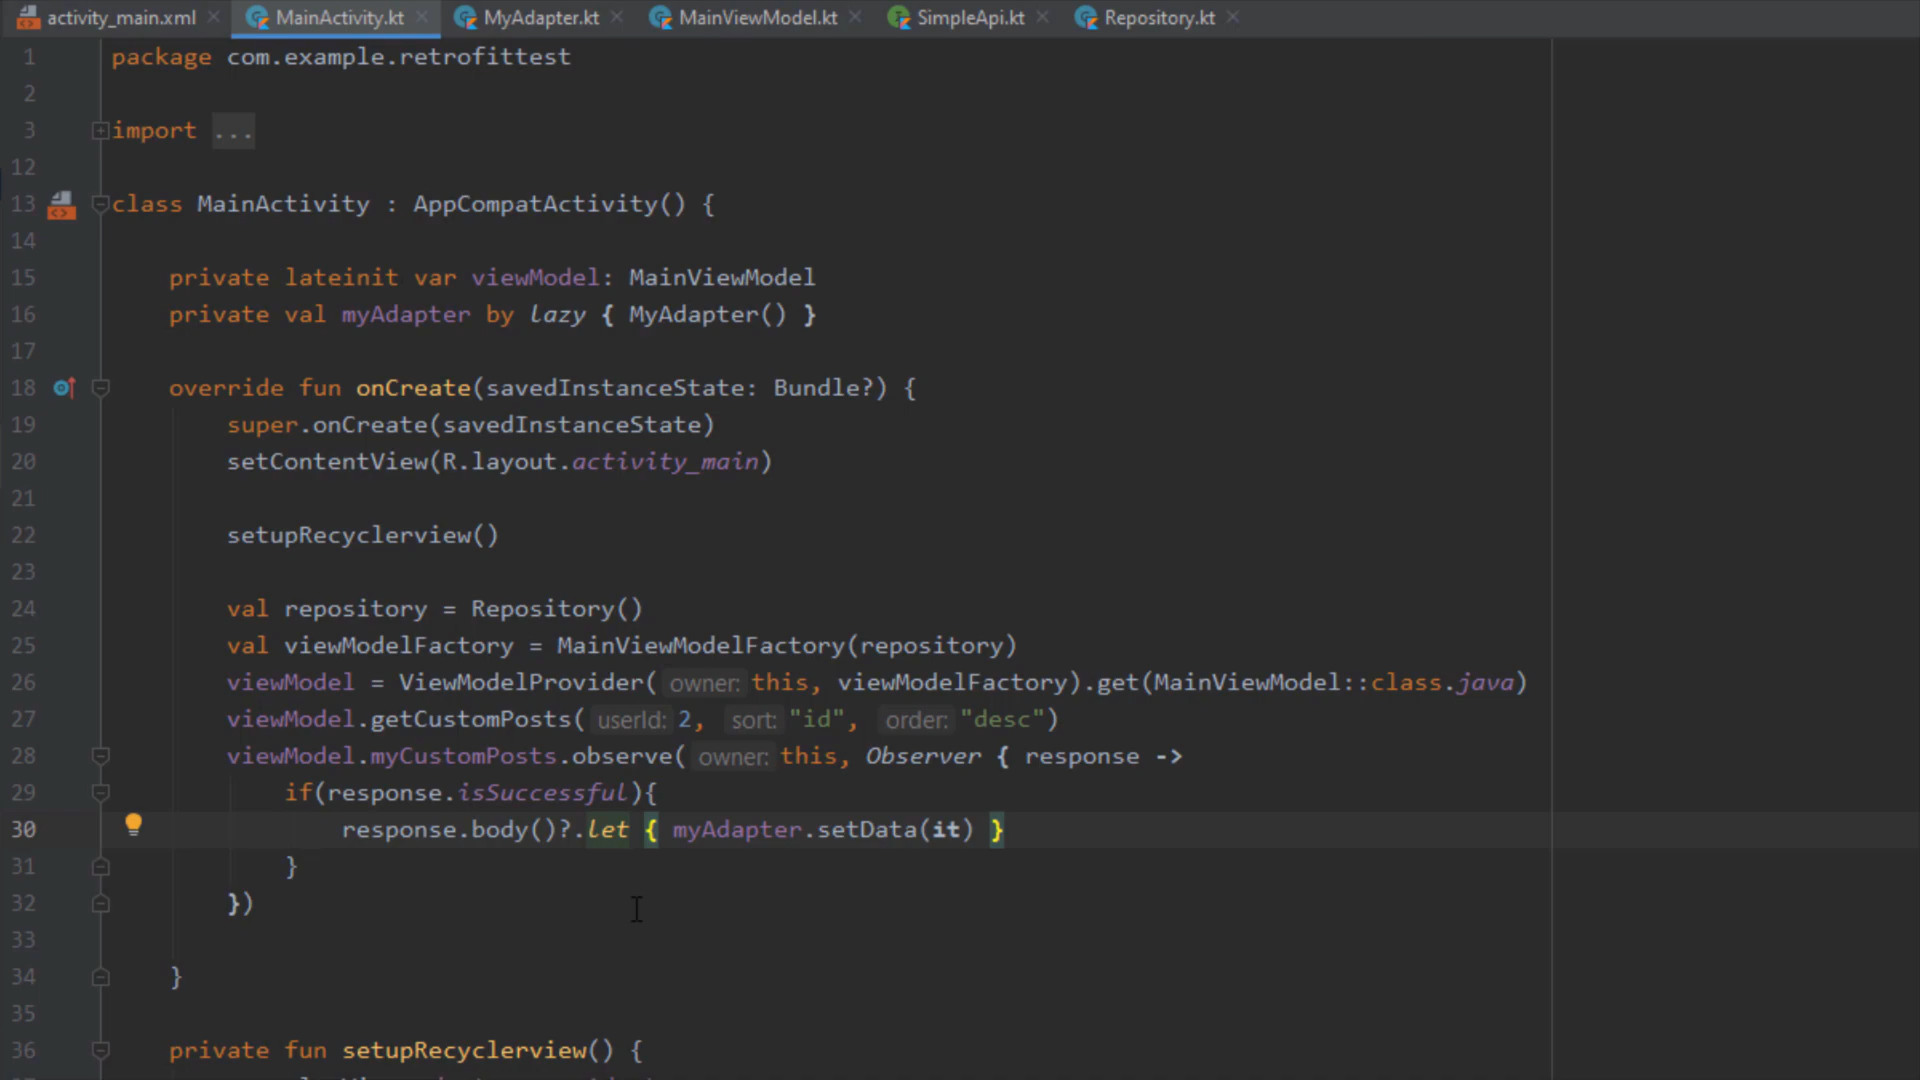 activity_main.xml MainActivity.kt MyAdapter.kt MainViewModel.kt SimpleApi.kt Repository.kt
1 package com.example.retrofittest
2
3 import ...
12
13 class MainActivity : AppCompatActivity() {
14
15 private lateinit var viewModel: MainViewModel
16 private val myAdapter by lazy { MyAdapter() }
17
18 override fun onCreate(savedInstanceState: Bundle?) {
19 super.onCreate(savedInstanceState)
20 setContentView(R.layout.activity_main)
21
22 setupRecyclerview()
23
24 val repository = Repository()
25 val viewModelFactory = MainViewModelFactory(repository)
26 viewModel = ViewModelProvider( owner: this, viewModelFactory).get(MainViewModel::class.java)
27 viewModel.getCustomPosts( userId: 2, sort: "id", order: "desc")
28 viewModel.myCustomPosts.observe( owner: this, Observer { response ->
29 if(response.isSuccessful){
30 response.body()?.let { myAdapter.setData(it) }
31 }
32 })
33
34 }
35
36 private fun setupRecyclerview() {